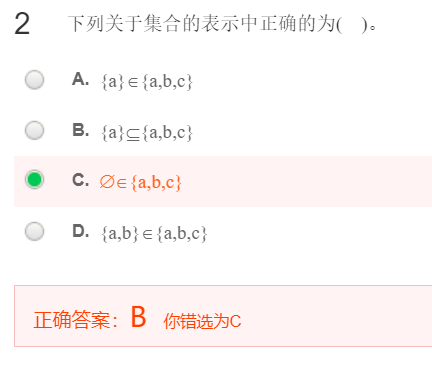 2 下列关于集合的表示中正确的为( )。
A. {a}∈{a,b,c}
B. {a}⊆{a,b,c}
C. ∅∈{a,b,c}
D. {a,b}∈{a,b,c}
正确答案：B 你错选为C